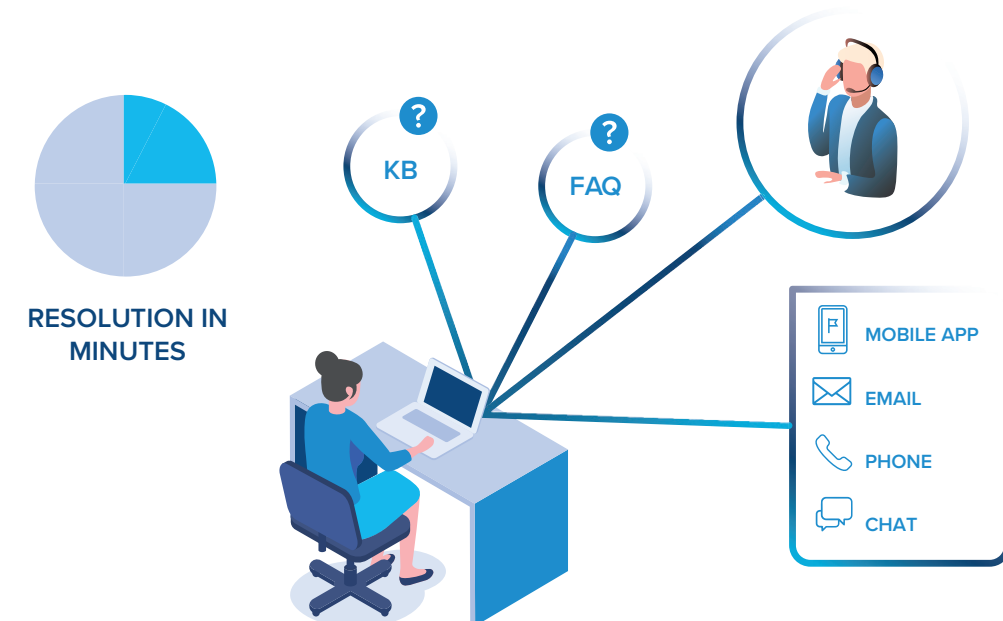 ?
KB
?
FAQ
RESOLUTION IN
MINUTES
MOBILE APP
EMAIL
PHONE
CHAT